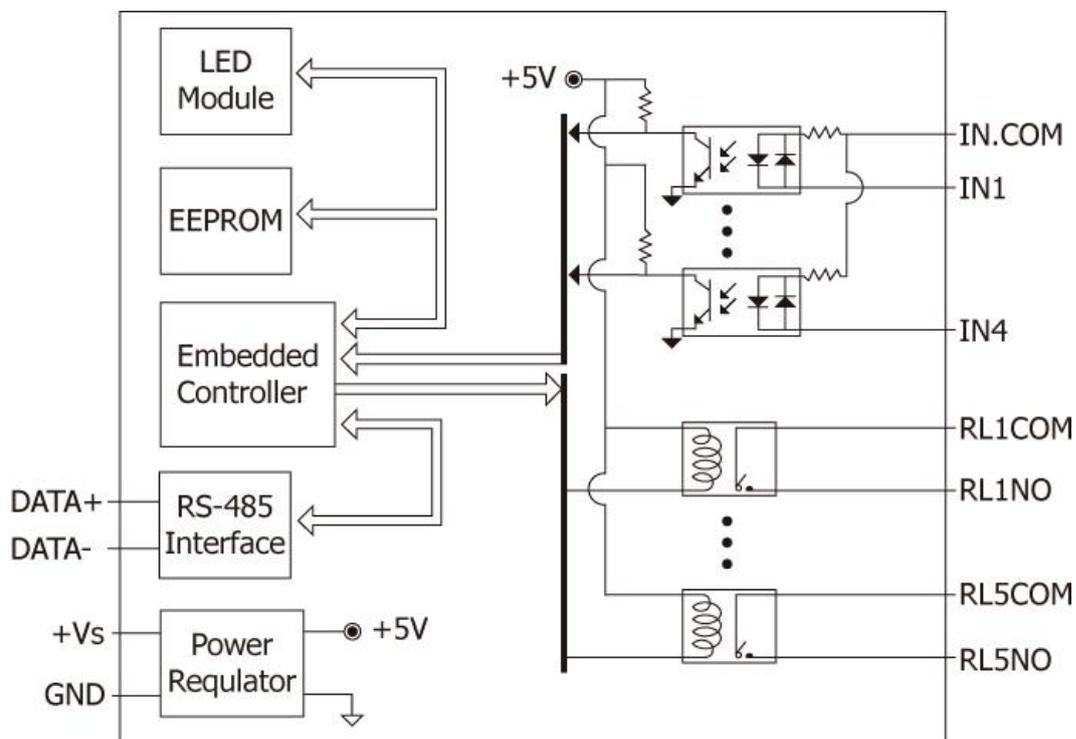 LED
Module
EEPROM
Embedded
Controller
RS-485
Interface
DATA+
DATA-
+Vs
GND
Power
Requlator
+5V
+5V
IN.COM
IN1
IN4
RL1COM
RL1NO
RL5COM
RL5NO